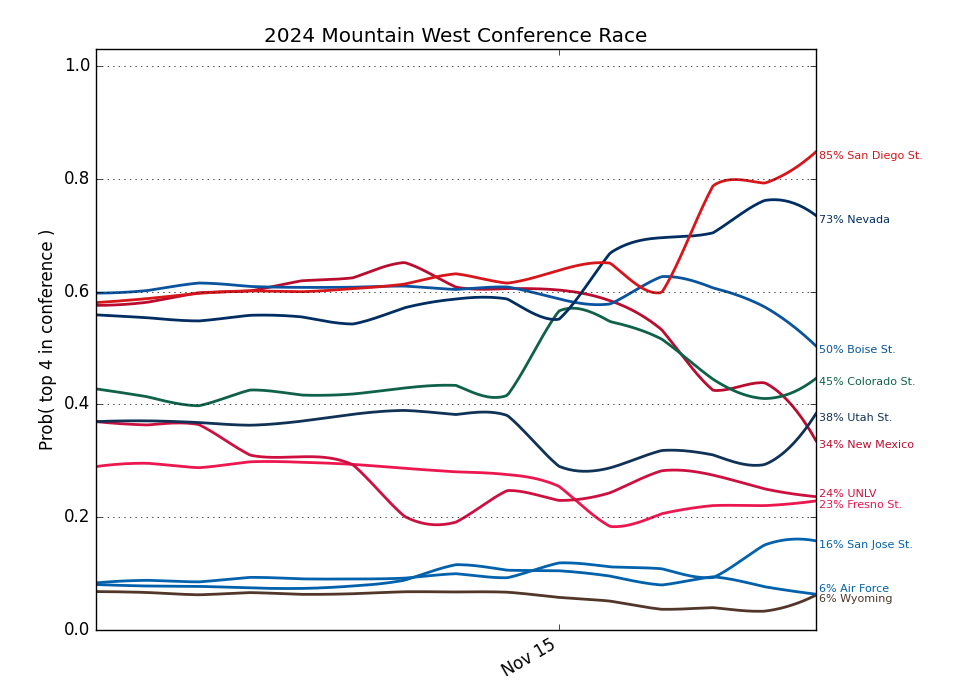 2024 Mountain West Conference Race
Prob( top 4 in conference )
1.0
0.8
0.6
0.4
0.2
0.0
Nov 15
85% San Diego St.
73% Nevada
50% Boise St.
45% Colorado St.
38% Utah St.
34% New Mexico
24% UNLV
23% Fresno St.
16% San Jose St.
6% Air Force
6% Wyoming